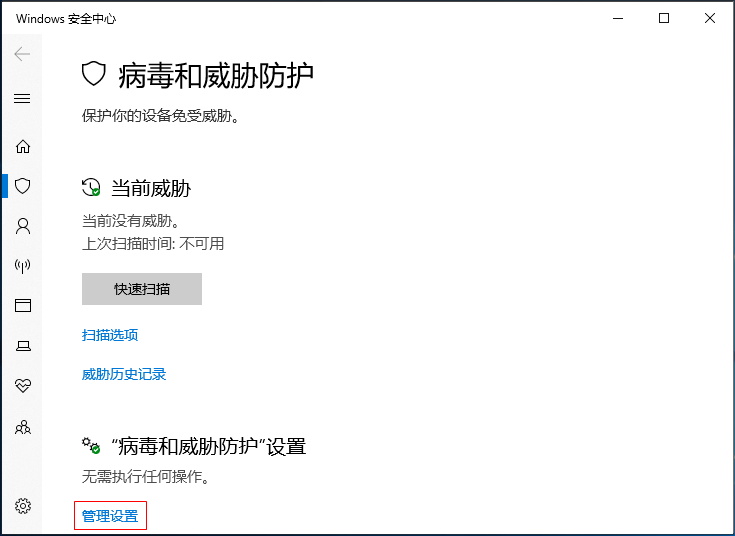 Windows 安全中心
病毒和威胁防护
保护你的设备免受威胁。
当前威胁
当前没有威胁。
上次扫描时间: 不可用
快速扫描
扫描选项
威胁历史记录
“病毒和威胁防护”设置
无需执行任何操作。
管理设置